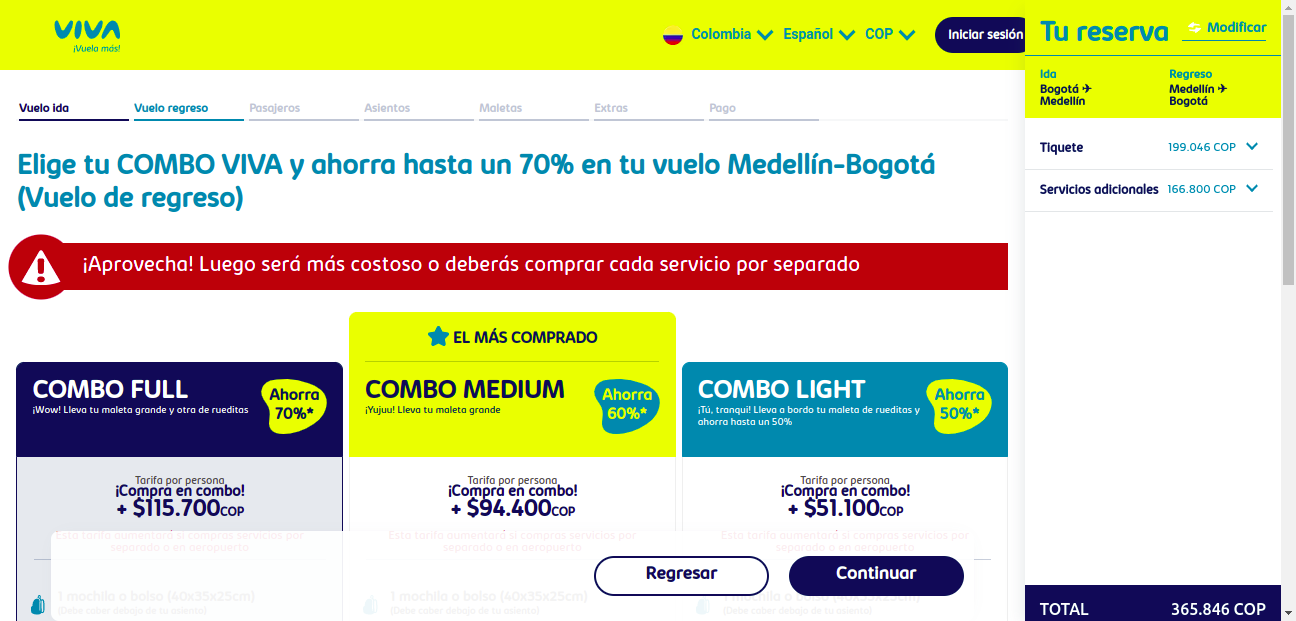 VIVA
¡Vuela más!
Colombia
Español
COP
Iniciar sesión
Tu reserva
Modificar
Ida
Bogotá ✈
Medellín
Regreso
Medellín ✈
Bogotá
Tiquete
199.046 COP
Servicios adicionales
166.800 COP
Vuelo ida
Vuelo regreso
Pasajeros
Asientos
Maletas
Extras
Pago
Elige tu COMBO VIVA y ahorra hasta un 70% en tu vuelo Medellín-Bogotá
(Vuelo de regreso)
¡Aprovecha! Luego será más costoso o deberás comprar cada servicio por separado
COMBO FULL
¡Wow! Lleva tu maleta grande y otra de rueditas
Ahorra
70%*
Tarifa por persona
¡Compra en combo!
+ $115.700COP
Esta tarifa aumentará si compras servicios por
separado o en aeropuerto
1 mochila o bolso (40x35x25cm)
(Debe caber debajo de tu asiento)
EL MÁS COMPRADO
COMBO MEDIUM
¡Yujuu! Lleva tu maleta grande
Ahorra
60%*
Tarifa por persona
¡Compra en combo!
+ $94.400COP
Esta tarifa aumentará si compras servicios por
separado o en aeropuerto
1 mochila o bolso (40x35x25cm)
(Debe caber debajo de tu asiento)
COMBO LIGHT
¡Tú, tranqui! Lleva a bordo tu maleta de rueditas y
ahorra hasta un 50%
Ahorra
50%*
Tarifa por persona
¡Compra en combo!
+ $51.100COP
Esta tarifa aumentará si compras servicios por
separado o en aeropuerto
1 mochila o bolso (40x35x25cm)
(Debe caber debajo de tu asiento)
Regresar
Continuar
TOTAL
365.846 COP